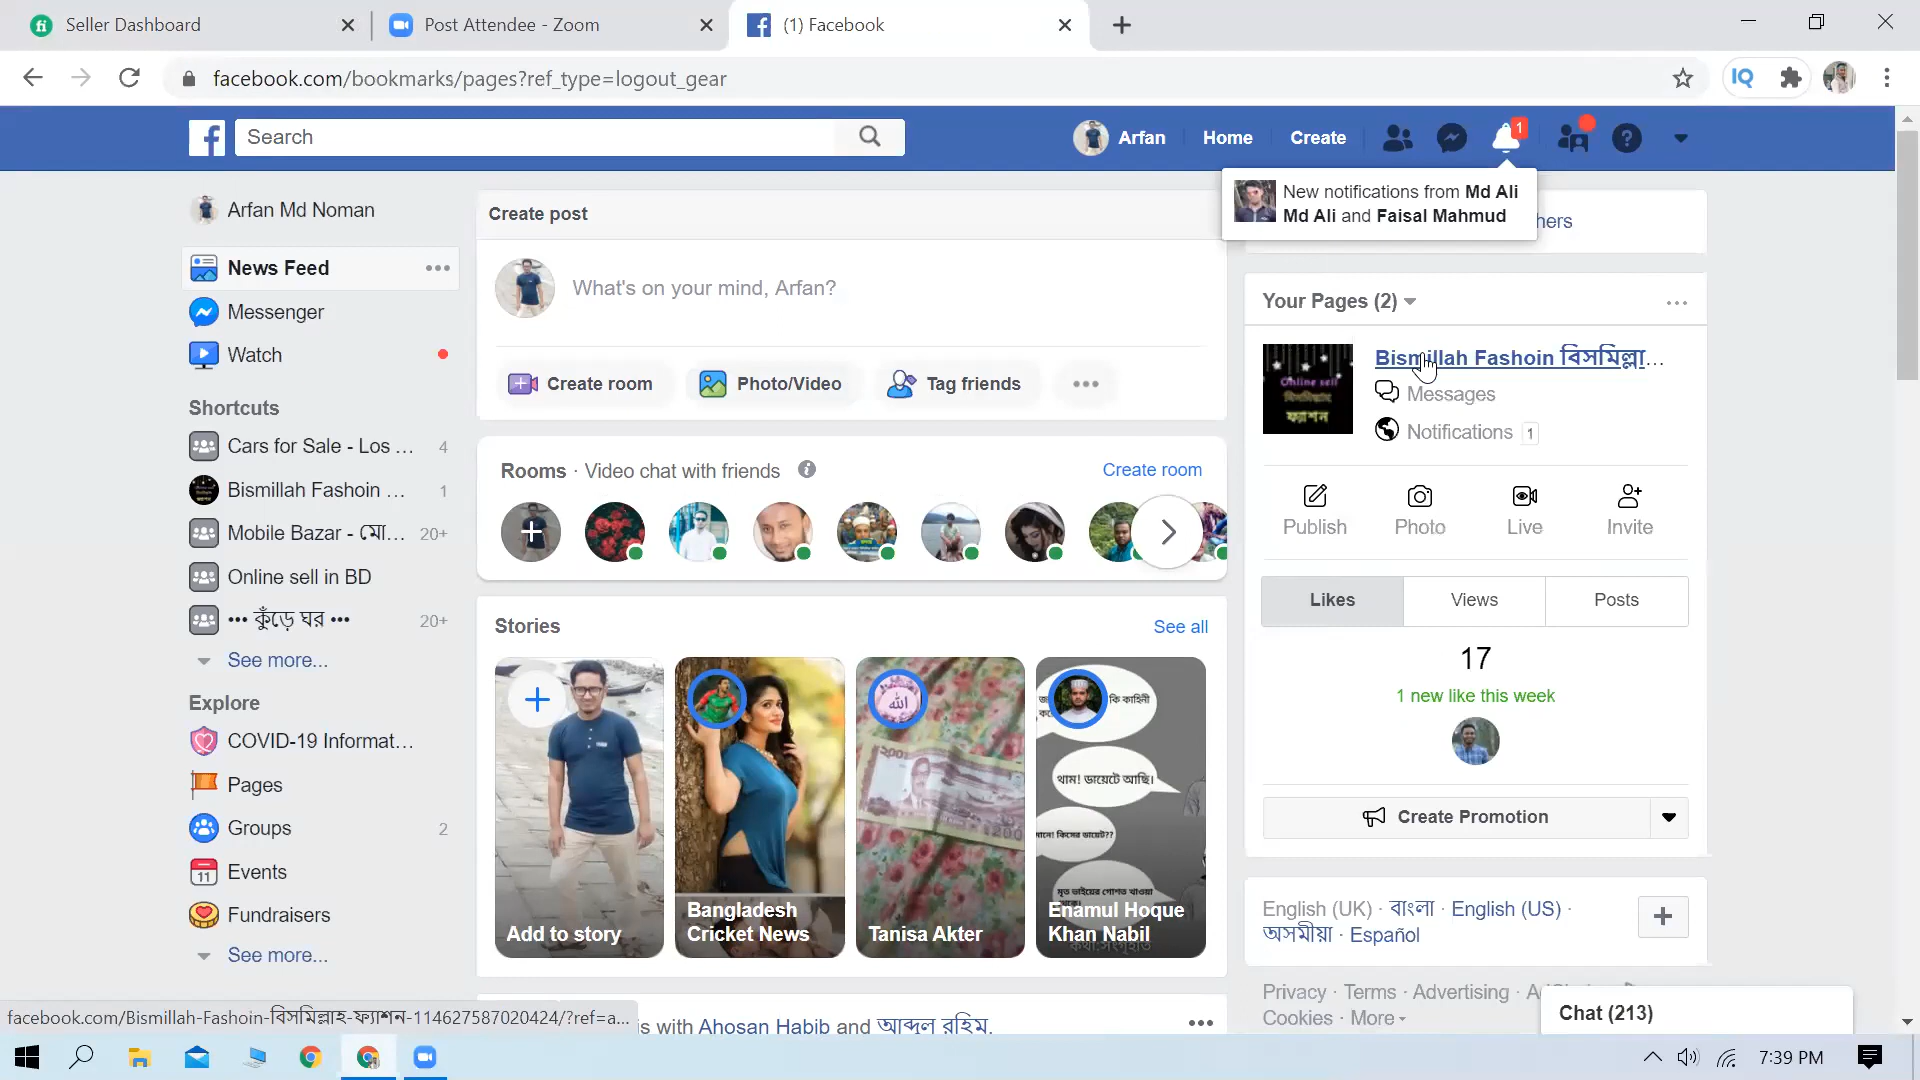 Seller Dashboard
Post Attendee - Zoom
(1) Facebook
facebook.com/bookmarks/pages?ref_type=logout_gear
IQ
Search
Arfan
Home
Create
1
New notifications from Md Ali
Md Ali and Faisal Mahmud
hers
Arfan Md Noman
News Feed
Messenger
Watch
Shortcuts
Cars for Sale - Los ... 4
Bismillah Fashoin ... 1
Mobile Bazar - মো... 20+
Online sell in BD
••• কুঁড়ে ঘর ••• 20+
See more...
Explore
COVID-19 Informat...
Pages
Groups 2
11 Events
Fundraisers
See more...
Create post
What's on your mind, Arfan?
Create room
Photo/Video
Tag friends
Rooms · Video chat with friends
Create room
Stories
See all
Add to story
Bangladesh
Cricket News
Tanisa Akter
কি কাহিনী
থাম! ডায়েটে আছি।
Enamul Hoque
Khan Nabil
Your Pages (2)
Online sell
বিসমিল্লাহ
ফ্যাশন
Bismillah Fashoin বিসমিল্লা...
Messages
Notifications 1
Publish
Photo
Live
Invite
Likes
Views
Posts
17
1 new like this week
Create Promotion
English (UK) · বাংলা · English (US) ·
অসমীয়া · Español
Privacy · Terms · Advertising ·
Cookies · More
Chat (213)
facebook.com/Bismillah-Fashoin-বিসমিল্লাহ-ফ্যাশন-114627587020424/?ref=a...
is with Ahosan Habib and আব্দুল রহিম.
7:39 PM